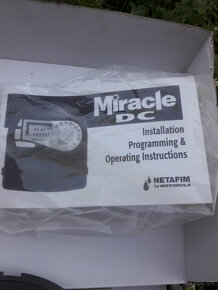 Miracle
DC
Installation
Programming &
Operating Instructions
NETAFIM
by MOTOROLA